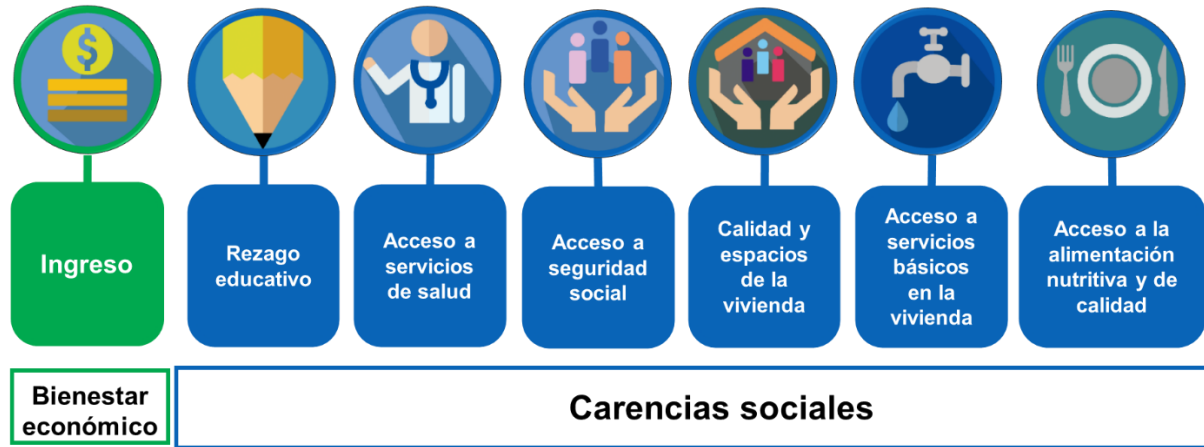 $
Ingreso
Rezago
educativo
Acceso a
servicios
de salud
Acceso a
seguridad
social
Calidad y
espacios
de la
vivienda
Acceso a
servicios
básicos
en la
vivienda
Acceso a la
alimentación
nutritiva y de
calidad
Bienestar
económico
Carencias sociales